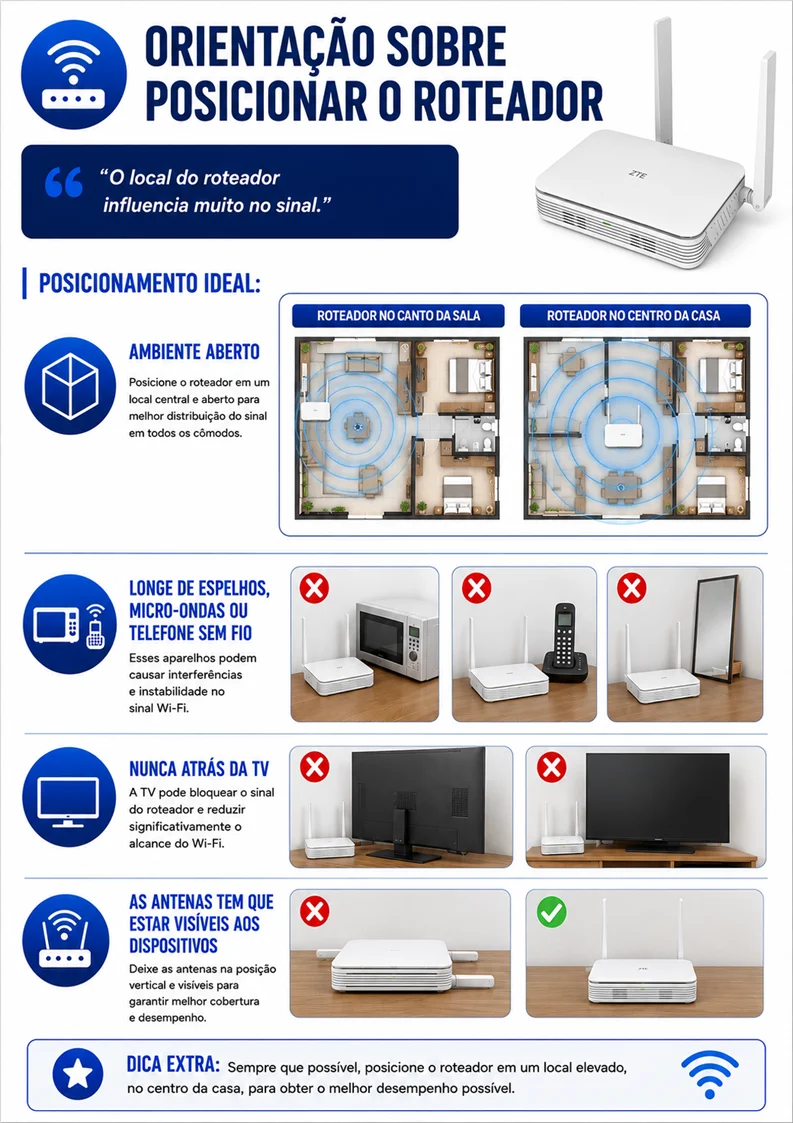 ORIENTAÇÃO SOBRE
POSICIONAR O ROTEADOR
ZTE
“O local do roteador
influencia muito no sinal.”
POSICIONAMENTO IDEAL:
AMBIENTE ABERTO
Posicione o roteador em um
local central e aberto para
melhor distribuição do sinal
em todos os cômodos.
ROTEADOR NO CANTO DA SALA
ROTEADOR NO CENTRO DA CASA
LONGE DE ESPELHOS,
MICRO-ONDAS OU
TELEFONE SEM FIO
Esses aparelhos podem
causar interferências
e instabilidade no
sinal Wi-Fi.
NUNCA ATRÁS DA TV
A TV pode bloquear o sinal
do roteador e reduzir
significativamente o
alcance do Wi-Fi.
AS ANTENAS TEM QUE
ESTAR VISÍVEIS AOS
DISPOSITIVOS
Deixe as antenas na posição
vertical e visíveis para
garantir melhor cobertura
e desempenho.
ZTE
DICA EXTRA: Sempre que possível, posicione o roteador em um local elevado,
no centro da casa, para obter o melhor desempenho possível.